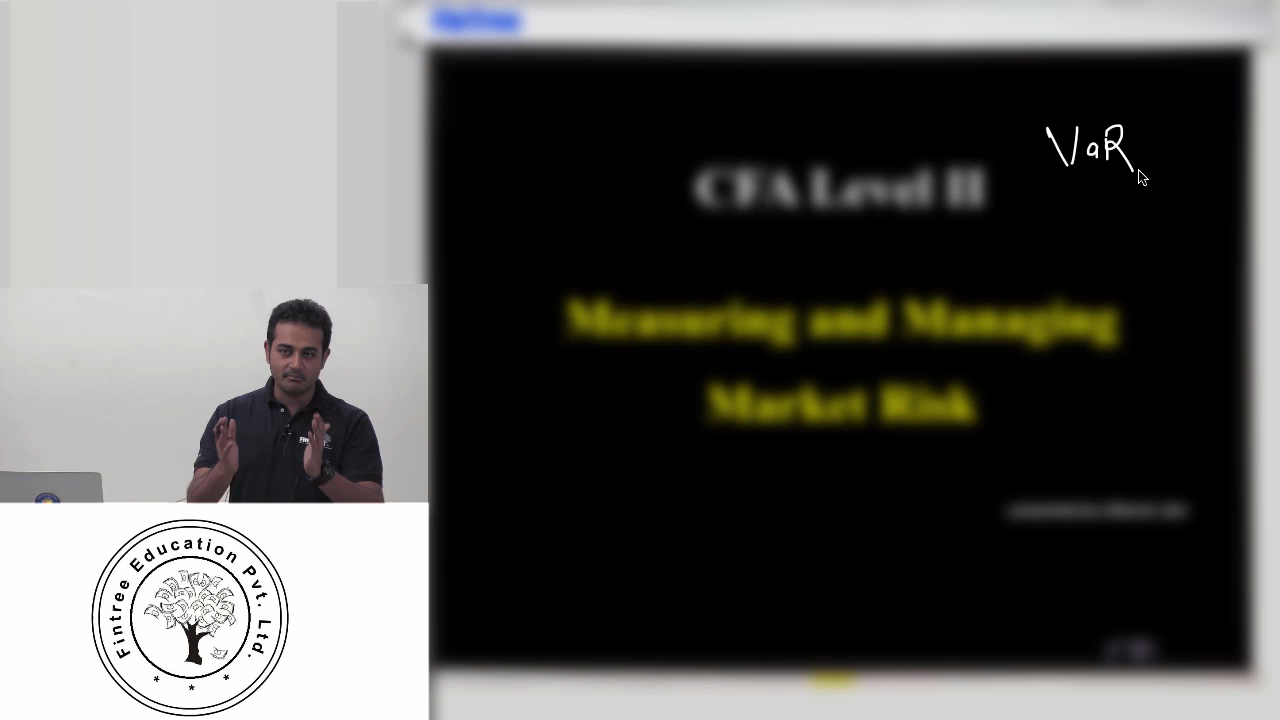 VaR
CFA Level II
Measuring and Managing
Market Risk
Fintree Education Pvt. Ltd.